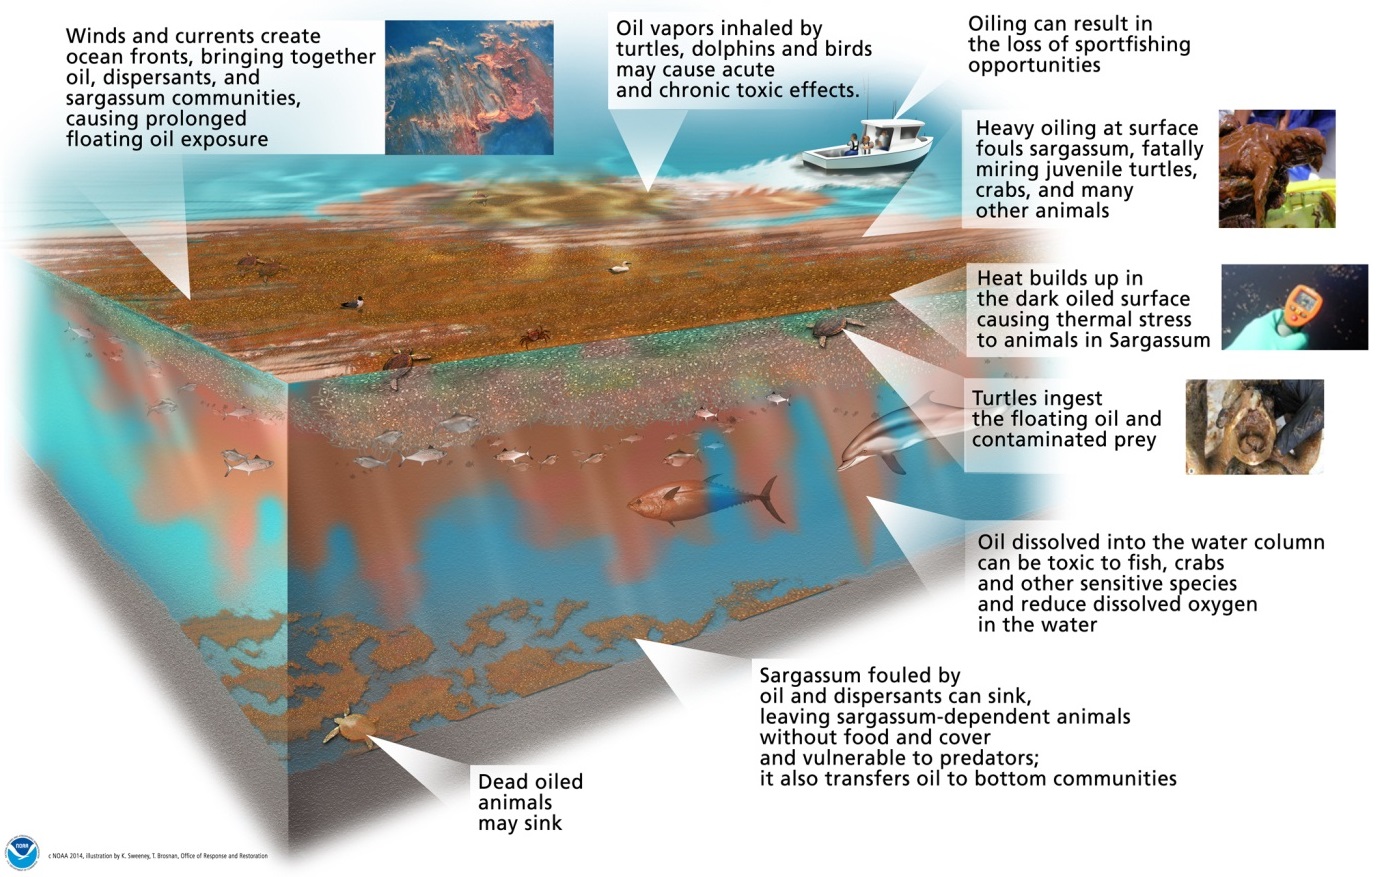 Winds and currents create
ocean fronts, bringing together
oil, dispersants, and
sargassum communities,
causing prolonged
floating oil exposure
Oil vapors inhaled by
turtles, dolphins and birds
may cause acute
and chronic toxic effects.
Oiling can result in
the loss of sportfishing
opportunities
Heavy oiling at surface
fouls sargassum, fatally
miring juvenile turtles,
crabs, and many
other animals
Heat builds up in
the dark oiled surface
causing thermal stress
to animals in Sargassum
Turtles ingest
the floating oil and
contaminated prey
Oil dissolved into the water column
can be toxic to fish, crabs
and other sensitive species
and reduce dissolved oxygen
in the water
Sargassum fouled by
oil and dispersants can sink,
leaving sargassum-dependent animals
without food and cover
and vulnerable to predators;
it also transfers oil to bottom communities
Dead oiled
animals
may sink
NOAA
c NOAA 2014, illustration by K. Sweeney, T. Brosnan, Office of Response and Restoration